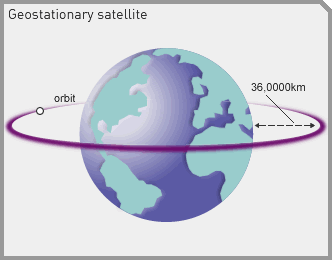 Geostationary satellite
orbit
36,0000km